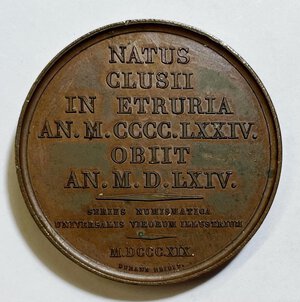 NATUS
CLUSII
IN ETRURIA
AN. M. CCCC. LXXIV.
OBIIT
AN. M. D. LXIV.
SERIES NUMISMATICA
UNIVERSALIS VIRORUM ILLUSTRIUM
M.DCCC.XIX.
DURAND EDIDIT.